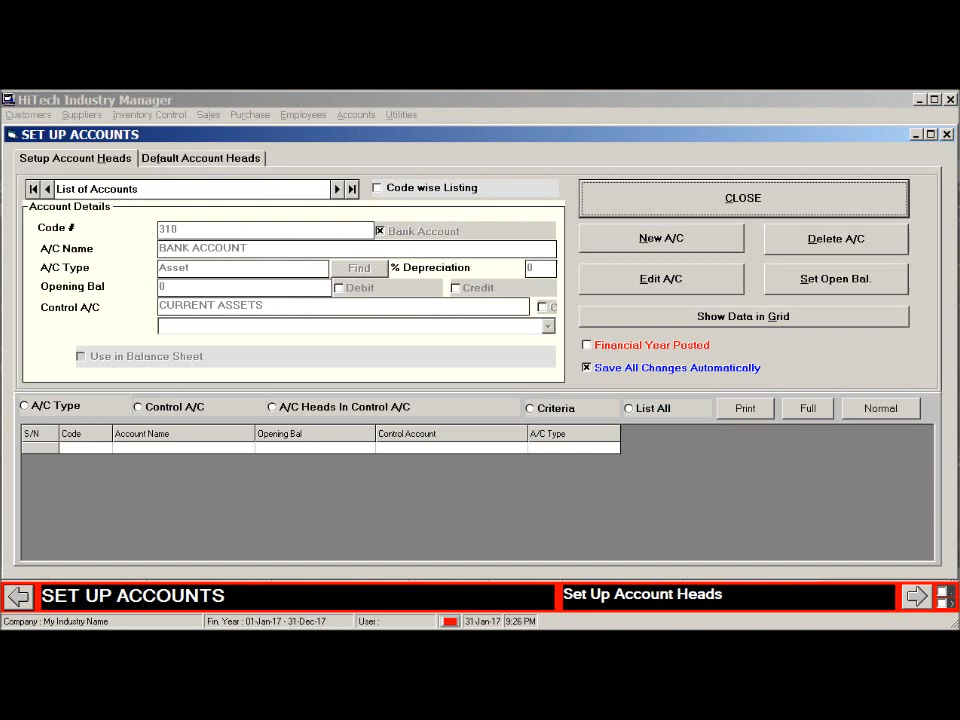 HiTech Industry Manager
Customers Suppliers Inventory Control Sales Purchase Employees Accounts Utilities
SET UP ACCOUNTS
Setup Account Heads Default Account Heads
List of Accounts Code wise Listing
CLOSE
Account Details
Code # 310 Bank Account
New A/C Delete A/C
A/C Name BANK ACCOUNT
A/C Type Asset Find % Depreciation 0
Edit A/C Set Open Bal.
Opening Bal 0 Debit Credit
Control A/C CURRENT ASSETS C
Show Data in Grid
Financial Year Posted
Use in Balance Sheet
Save All Changes Automatically
A/C Type Control A/C A/C Heads In Control A/C Criteria List All Print Full Normal
S/N Code Account Name Opening Bal Control Account A/C Type
SET UP ACCOUNTS Set Up Account Heads
Company : My Industry Name Fin. Year : 01-Jan-17 - 31-Dec-17 User : 31-Jan-17 9:26 PM